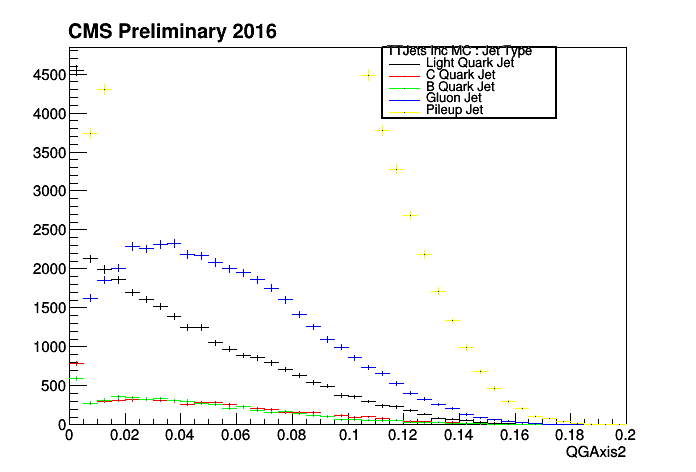 CMS Preliminary 2016
TTJets Inc MC : Jet Type
Light Quark Jet
C Quark Jet
B Quark Jet
Gluon Jet
Pileup Jet
4500
4000
3500
3000
2500
2000
1500
1000
500
0
0 0.02 0.04 0.06 0.08 0.1 0.12 0.14 0.16 0.18 0.2
QGAxis2